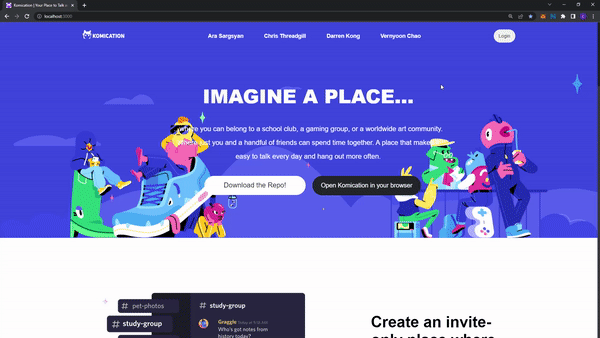 Komication | Your Place to Talk
localhost:3000
KOMICATION
Ara Sargsyan
Chris Threadgill
Darren Kong
Vernyoon Chao
Login
IMAGINE A PLACE...
where you can belong to a school club, a gaming group, or a worldwide art community.
Where just you and a handful of friends can spend time together. A place that makes
easy to talk every day and hang out more often.
Download the Repo!
Open Komication in your browser
# pet-photos
# study-group
# study-group
Graggle Today at 9:18 AM
Who's got notes from
history today?
Create an invite-
only place where